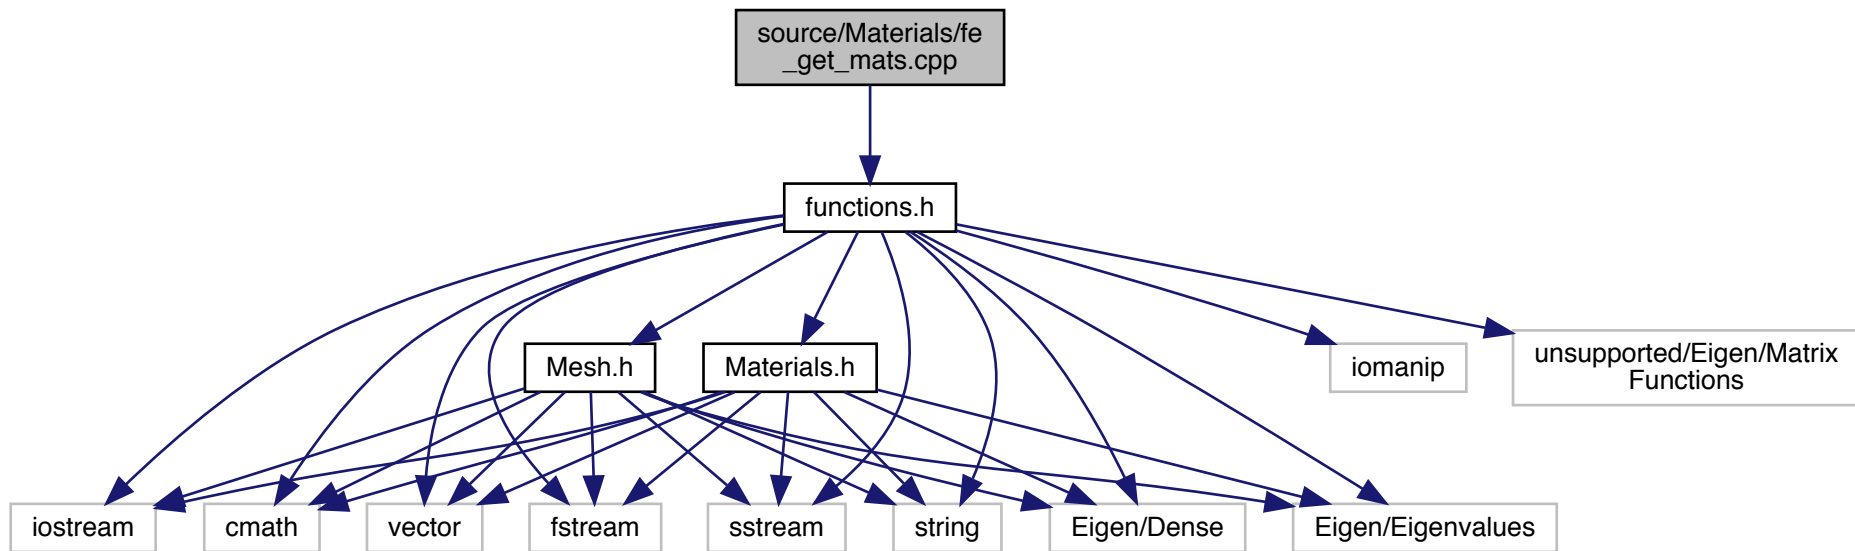 source/Materials/fe
_get_mats.cpp
functions.h
Mesh.h
Materials.h
iomanip
unsupported/Eigen/Matrix
Functions
iostream
cmath
vector
fstream
sstream
string
Eigen/Dense
Eigen/Eigenvalues